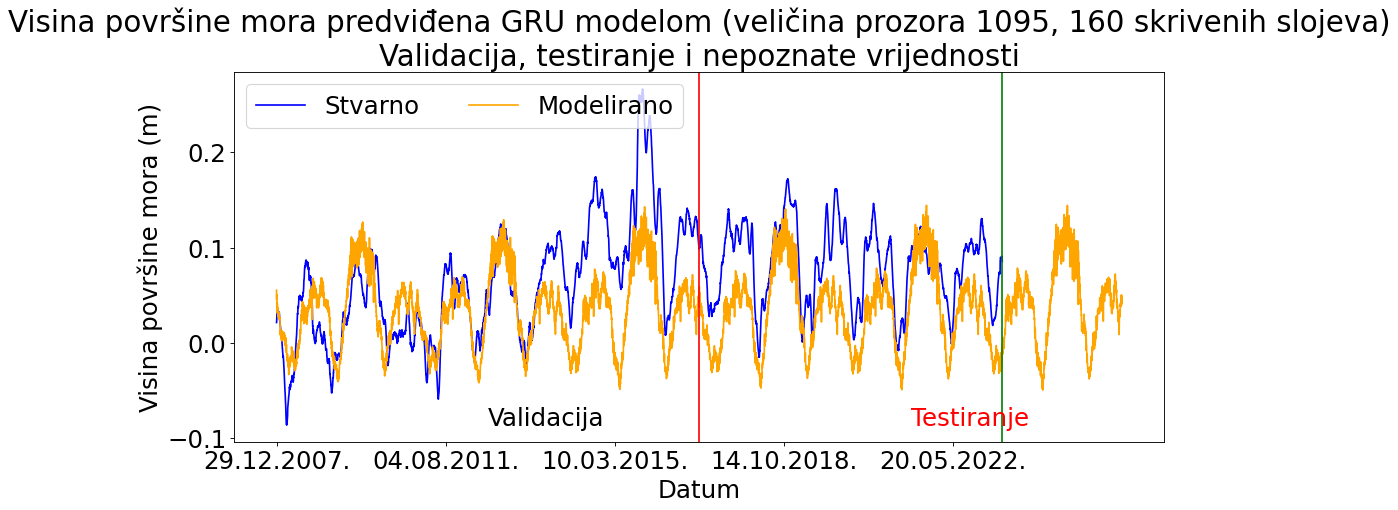 Visina površine mora predviđena GRU modelom (veličina prozora 1095, 160 skrivenih slojeva)
Validacija, testiranje i nepoznate vrijednosti
Stvarno Modelirano
Visina površine mora (m)
0.2
0.1
0.0
−0.1
Validacija Testiranje
29.12.2007. 04.08.2011. 10.03.2015. 14.10.2018. 20.05.2022.
Datum